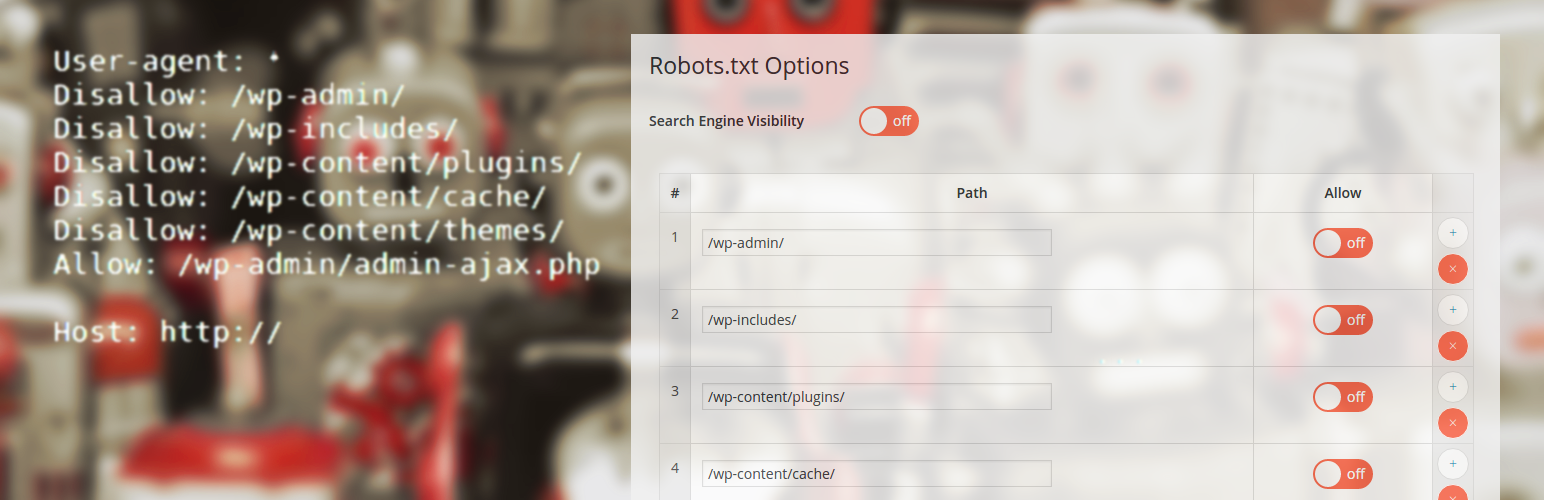 User-agent: *
Disallow: /wp-admin/
Disallow: /wp-includes/
Disallow: /wp-content/plugins/
Disallow: /wp-content/cache/
Disallow: /wp-content/themes/
Allow: /wp-admin/admin-ajax.php
Host: http://
Robots.txt Options
Search Engine Visibility off
# Path Allow
1 /wp-admin/ off +
×
2 /wp-includes/ off +
×
3 /wp-content/plugins/ off +
×
4 /wp-content/cache/ off +
×